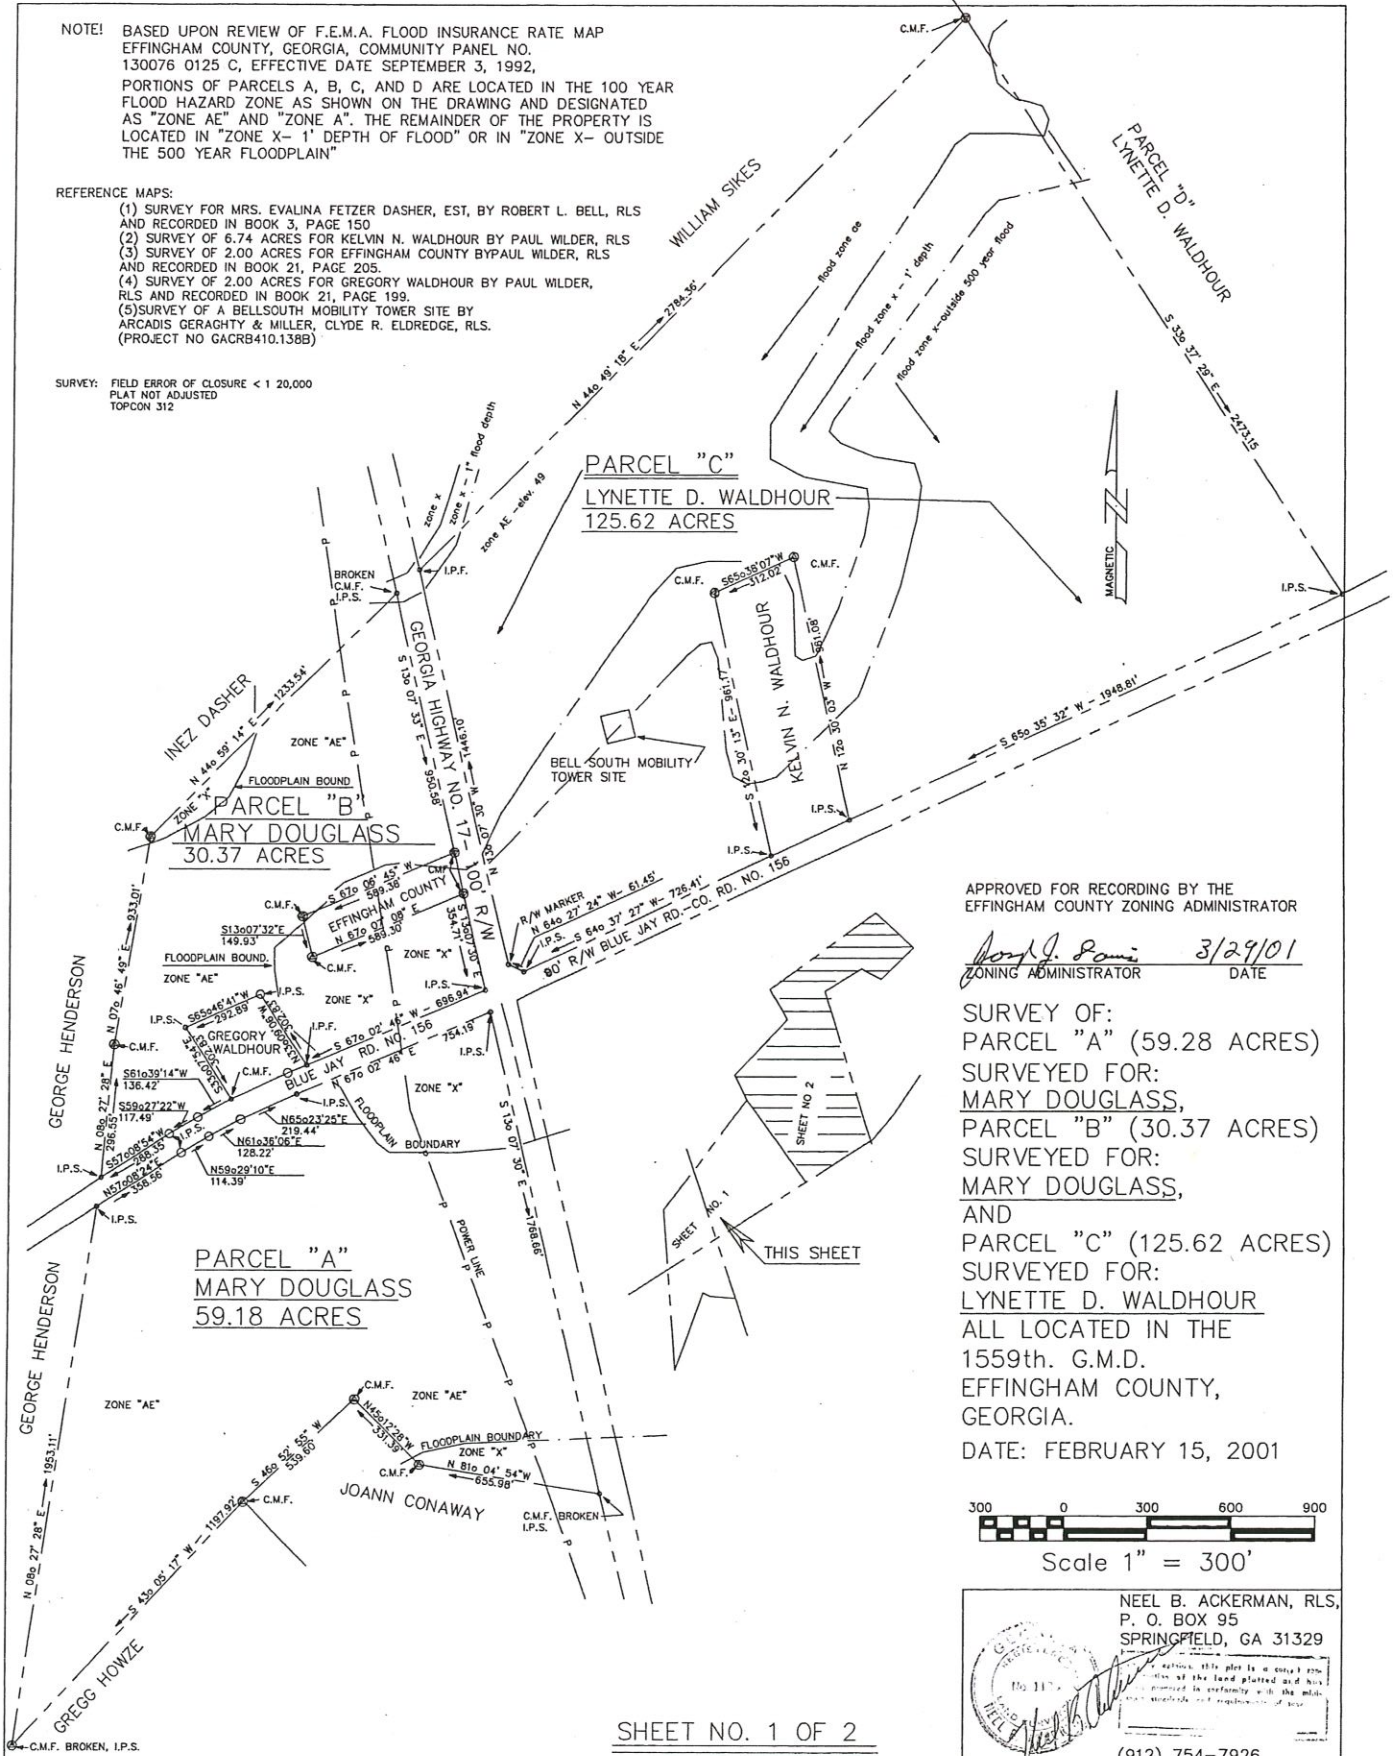 NOTE! BASED UPON REVIEW OF F.E.M.A. FLOOD INSURANCE RATE MAP
EFFINGHAM COUNTY, GEORGIA, COMMUNITY PANEL NO.
130076 0125 C, EFFECTIVE DATE SEPTEMBER 3, 1992,
PORTIONS OF PARCELS A, B, C, AND D ARE LOCATED IN THE 100 YEAR
FLOOD HAZARD ZONE AS SHOWN ON THE DRAWING AND DESIGNATED
AS "ZONE AE" AND "ZONE A". THE REMAINDER OF THE PROPERTY IS
LOCATED IN "ZONE X– 1' DEPTH OF FLOOD" OR IN "ZONE X– OUTSIDE
THE 500 YEAR FLOODPLAIN"
REFERENCE MAPS:
(1) SURVEY FOR MRS. EVALINA FETZER DASHER, EST, BY ROBERT L. BELL, RLS
AND RECORDED IN BOOK 3, PAGE 150
(2) SURVEY OF 6.74 ACRES FOR KELVIN N. WALDHOUR BY PAUL WILDER, RLS
(3) SURVEY OF 2.00 ACRES FOR EFFINGHAM COUNTY BYPAUL WILDER, RLS
AND RECORDED IN BOOK 21, PAGE 205.
(4) SURVEY OF 2.00 ACRES FOR GREGORY WALDHOUR BY PAUL WILDER,
RLS AND RECORDED IN BOOK 21, PAGE 199.
(5)SURVEY OF A BELLSOUTH MOBILITY TOWER SITE BY
ARCADIS GERAGHTY & MILLER, CLYDE R. ELDREDGE, RLS.
(PROJECT NO GACRB410.138B)
SURVEY: FIELD ERROR OF CLOSURE < 1 20,000
PLAT NOT ADJUSTED
TOPCON 312
C.M.F.
WILLIAM SIKES
N 44o 49' 18" E
2784.36'
PARCEL "D"
LYNETTE D. WALDHOUR
flood zone ae
flood zone x - 1' depth
flood zone x-outside 500 year flood
S 33o 37' 29" E
2473.15
zone x
zone x - 1" flood depth
zone AE -elev. 49
PARCEL "C"
LYNETTE D. WALDHOUR
125.62 ACRES
MAGNETIC
I.P.S.
BROKEN
C.M.F.
I.P.S.
I.P.F.
C.M.F.
S65o38'07"W
312.02'
C.M.F.
KELVIN N. WALDHOUR
S 12o 30' 13" E- 961.17'
N 12o 30' 03" W
961.08'
S 65o 35' 32" W - 1948.81'
INEZ DASHER
N 44o 59' 14" E
1233.54'
ZONE "AE"
FLOODPLAIN BOUND
ZONE "X"
GEORGIA HIGHWAY NO. 17 - 100' R/W
S 13o 07' 33" E
950.58'
N 13o 07' 30" W
1446.10'
BELL SOUTH MOBILITY
TOWER SITE
PARCEL "B"
MARY DOUGLASS
30.37 ACRES
C.M.F.
I.P.S.
I.P.S.
S 67o 06' 45" W
589.38'
CMF
EFFINGHAM COUNTY
N 67o 07' 08" E
589.30'
C.M.F.
C.M.F.
S13o07'32"E
149.93'
FLOODPLAIN BOUND.
ZONE "AE"
ZONE "X"
ZONE "X"
S 13o07'30 E
354.71'
I.P.S.
R/W MARKER
N 64o 27' 24" W- 61.45'
I.P.S.
S 64o 37' 27" W- 726.41'
80' R/W BLUE JAY RD.-CO. RD. NO. 156
N 07o 46' 49" E
933.01'
GEORGE HENDERSON
I.P.S.
S65o46'41"W
292.89'
I.P.S.
GREGORY
WALDHOUR
N33o09'06"W
302.83
S33o07'54"E
302.83
I.P.F.
C.M.F.
S 67o 02' 46" W - 696.94'
BLUE JAY RD. NO. 156
N 67o 02' 46" E
754.19'
I.P.S.
I.P.S.
C.M.F.
S61o39'14"W
136.42'
S59o27'22"W
117.49'
N 08o 27' 28" E
296.55'
S57o08'54"W
288.35'
I.P.S.
N57o08'24"E
358.56'
N65o23'25"E
219.44'
N61o36'06"E
128.22'
N59o29'10"E
114.39'
I.P.S.
I.P.S.
ZONE "X"
FLOODPLAIN
BOUNDARY
S 13o 07' 30" E
1768.66'
POWER LINE
PARCEL "A"
MARY DOUGLASS
59.18 ACRES
GEORGE HENDERSON
N 08o 27' 28" E
1953.11'
ZONE "AE"
ZONE "AE"
C.M.F.
N45o12'28"W
331.39
FLOODPLAIN BOUNDARY
ZONE "X"
N 81o 04' 54"W
655.98'
C.M.F.
S 46o 52' 55" W
539.60'
C.M.F.
JOANN CONAWAY
C.M.F. BROKEN
I.P.S.
S 43o 05' 17" W - 1197.92'
GREGG HOWZE
C.M.F. BROKEN, I.P.S.
SHEET NO 2
SHEET NO. 1
THIS SHEET
APPROVED FOR RECORDING BY THE
EFFINGHAM COUNTY ZONING ADMINISTRATOR
3/29/01
ZONING ADMINISTRATOR DATE
SURVEY OF:
PARCEL "A" (59.28 ACRES)
SURVEYED FOR:
MARY DOUGLASS,
PARCEL "B" (30.37 ACRES)
SURVEYED FOR:
MARY DOUGLASS,
AND
PARCEL "C" (125.62 ACRES)
SURVEYED FOR:
LYNETTE D. WALDHOUR
ALL LOCATED IN THE
1559th. G.M.D.
EFFINGHAM COUNTY,
GEORGIA.
DATE: FEBRUARY 15, 2001
300 0 300 600 900
Scale 1" = 300'
NEEL B. ACKERMAN, RLS,
P. O. BOX 95
SPRINGFIELD, GA 31329
(912) 754-7926
SHEET NO. 1 OF 2